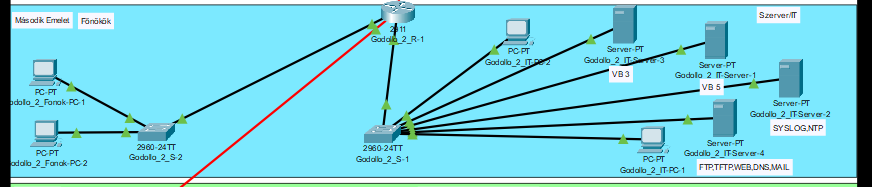 Második Emelet
Főnökök
2911
Godollo_2_R-1
PC-PT
Godollo_2_IT-PC-2
Server-PT
Godollo_2_IT-Server-3
VB 3
Szerver/IT
Server-PT
Godollo_2_IT-Server-1
VB 5
Server-PT
Godollo_2_IT-Server-2
SYSLOG,NTP
PC-PT
odollo_2_Fonok-PC-1
PC-PT
odollo_2_Fonok-PC-2
2960-24TT
Godollo_2_S-2
2960-24TT
Godollo_2_S-1
Server-PT
Godollo_2_IT-Server-4
PC-PT
Godollo_2_IT-PC-1
FTP,TFTP,WEB,DNS,MAIL